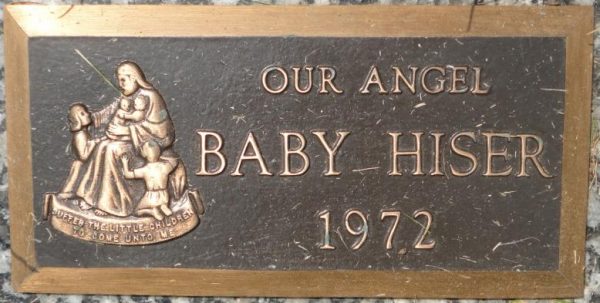 OUR ANGEL
BABY HISER
1972
SUFFER THE LITTLE CHILDREN
TO COME UNTO ME